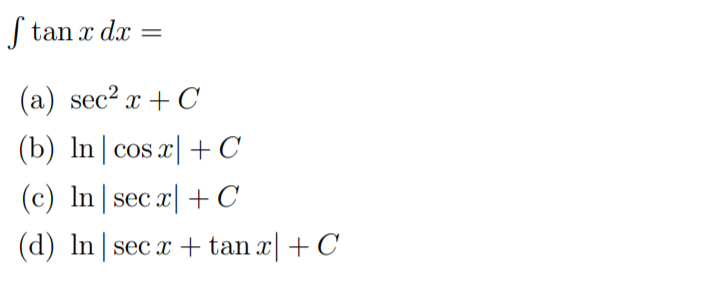 ∫ tan x dx =
(a) sec² x + C
(b) ln | cos x| + C
(c) ln | sec x| + C
(d) ln | sec x + tan x| + C